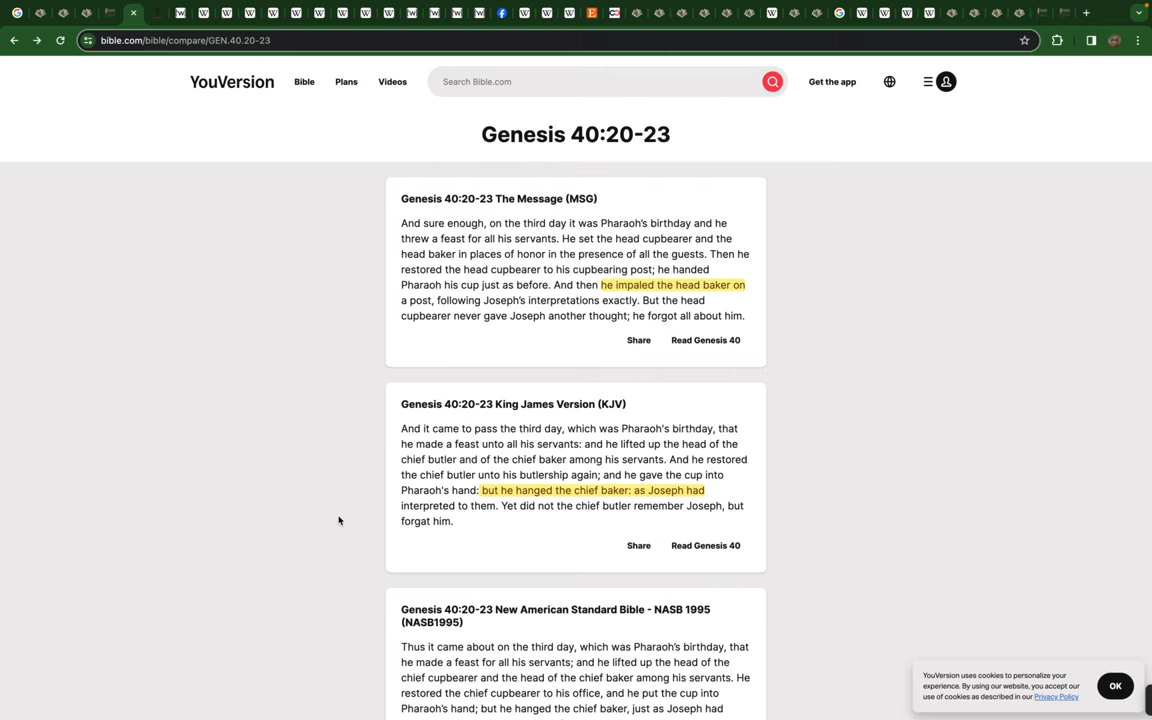 bible.com/bible/compare/GEN.40.20-23
YouVersion
Bible
Plans
Videos
Search Bible.com
Get the app
Genesis 40:20-23
Genesis 40:20-23 The Message (MSG)
And sure enough, on the third day it was Pharaoh's birthday and he
threw a feast for all his servants. He set the head cupbearer and the
head baker in places of honor in the presence of all the guests. Then he
restored the head cupbearer to his cupbearing post; he handed
Pharaoh his cup just as before. And then he impaled the head baker on
a post, following Joseph's interpretations exactly. But the head
cupbearer never gave Joseph another thought; he forgot all about him.
Share
Read Genesis 40
Genesis 40:20-23 King James Version (KJV)
And it came to pass the third day, which was Pharaoh's birthday, that
he made a feast unto all his servants: and he lifted up the head of the
chief butler and of the chief baker among his servants. And he restored
the chief butler unto his butlership again; and he gave the cup into
Pharaoh's hand: but he hanged the chief baker: as Joseph had
interpreted to them. Yet did not the chief butler remember Joseph, but
forgat him.
Share
Read Genesis 40
Genesis 40:20-23 New American Standard Bible - NASB 1995
(NASB1995)
Thus it came about on the third day, which was Pharaoh's birthday, that
he made a feast for all his servants; and he lifted up the head of the
chief cupbearer and the head of the chief baker among his servants. He
restored the chief cupbearer to his office, and he put the cup into
Pharaoh's hand; but he hanged the chief baker, just as Joseph had
YouVersion uses cookies to personalize your
experience. By using our website, you accept our
use of cookies as described in our Privacy Policy
OK